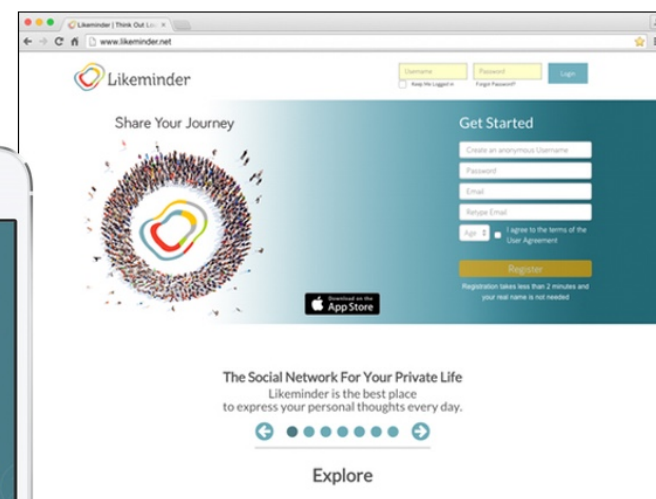 Likeminder | Think Out Lo
www.likeminder.net
Likeminder
Username
Password
Login
Keep Me Logged in
Forgot Password?
Share Your Journey
Get Started
Create an anonymous Username
Password
Email
Retype Email
Age
I agree to the terms of the
User Agreement
Register
Registration takes less than 2 minutes and
your real name is not needed
Download on the
App Store
The Social Network For Your Private Life
Likeminder is the best place
to express your personal thoughts every day.
Explore